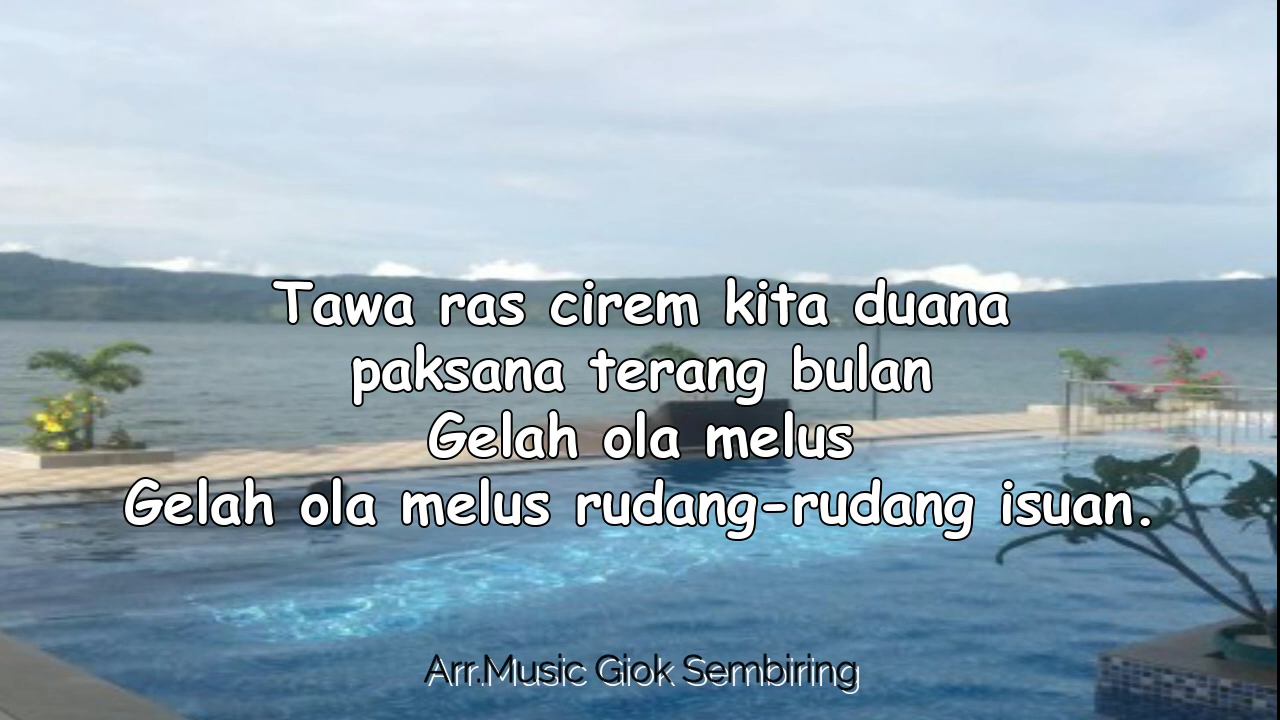 Tawa ras cirem kita duana
paksana terang bulan
Gelah ola melus
Gelah ola melus rudang-rudang isuan.
Arr.Music Giok Sembiring